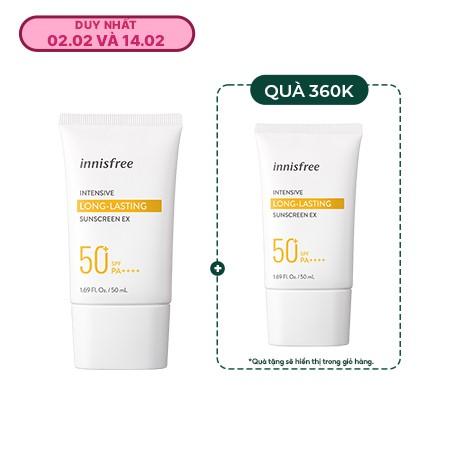 DUY NHẤT
02.02 VÀ 14.02
innisfree
INTENSIVE
LONG-LASTING
SUNSCREEN EX
50+ SPF
PA++++
1.69 Fl. Oz. / 50 mL
+
QUÀ 360K
innisfree
INTENSIVE
LONG-LASTING
SUNSCREEN EX
50+ SPF
PA++++
1.69 Fl. Oz. / 50 mL
*Quà tặng sẽ hiển thị trong giỏ hàng.